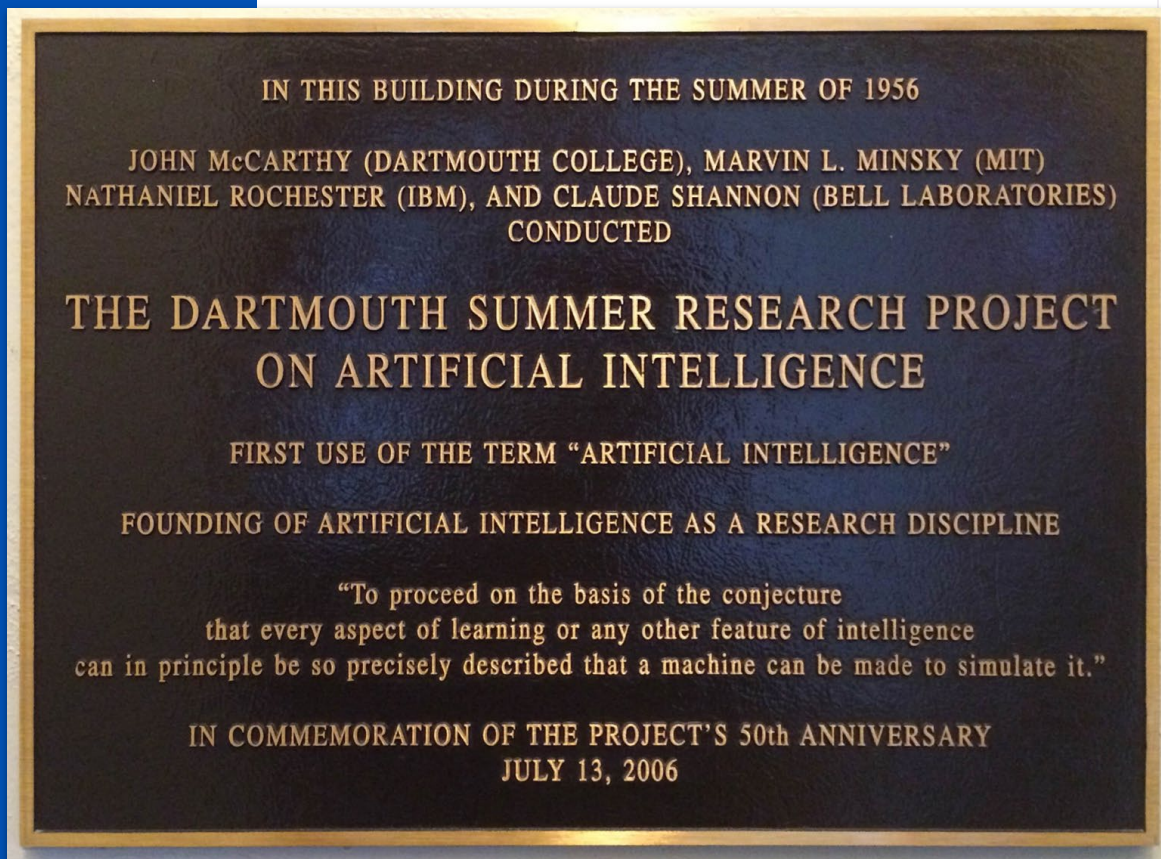 IN THIS BUILDING DURING THE SUMMER OF 1956
JOHN McCARTHY (DARTMOUTH COLLEGE), MARVIN L. MINSKY (MIT)
NATHANIEL ROCHESTER (IBM), AND CLAUDE SHANNON (BELL LABORATORIES)
CONDUCTED
THE DARTMOUTH SUMMER RESEARCH PROJECT
ON ARTIFICIAL INTELLIGENCE
FIRST USE OF THE TERM “ARTIFICIAL INTELLIGENCE”
FOUNDING OF ARTIFICIAL INTELLIGENCE AS A RESEARCH DISCIPLINE
“To proceed on the basis of the conjecture
that every aspect of learning or any other feature of intelligence
can in principle be so precisely described that a machine can be made to simulate it.”
IN COMMEMORATION OF THE PROJECT’S 50th ANNIVERSARY
JULY 13, 2006